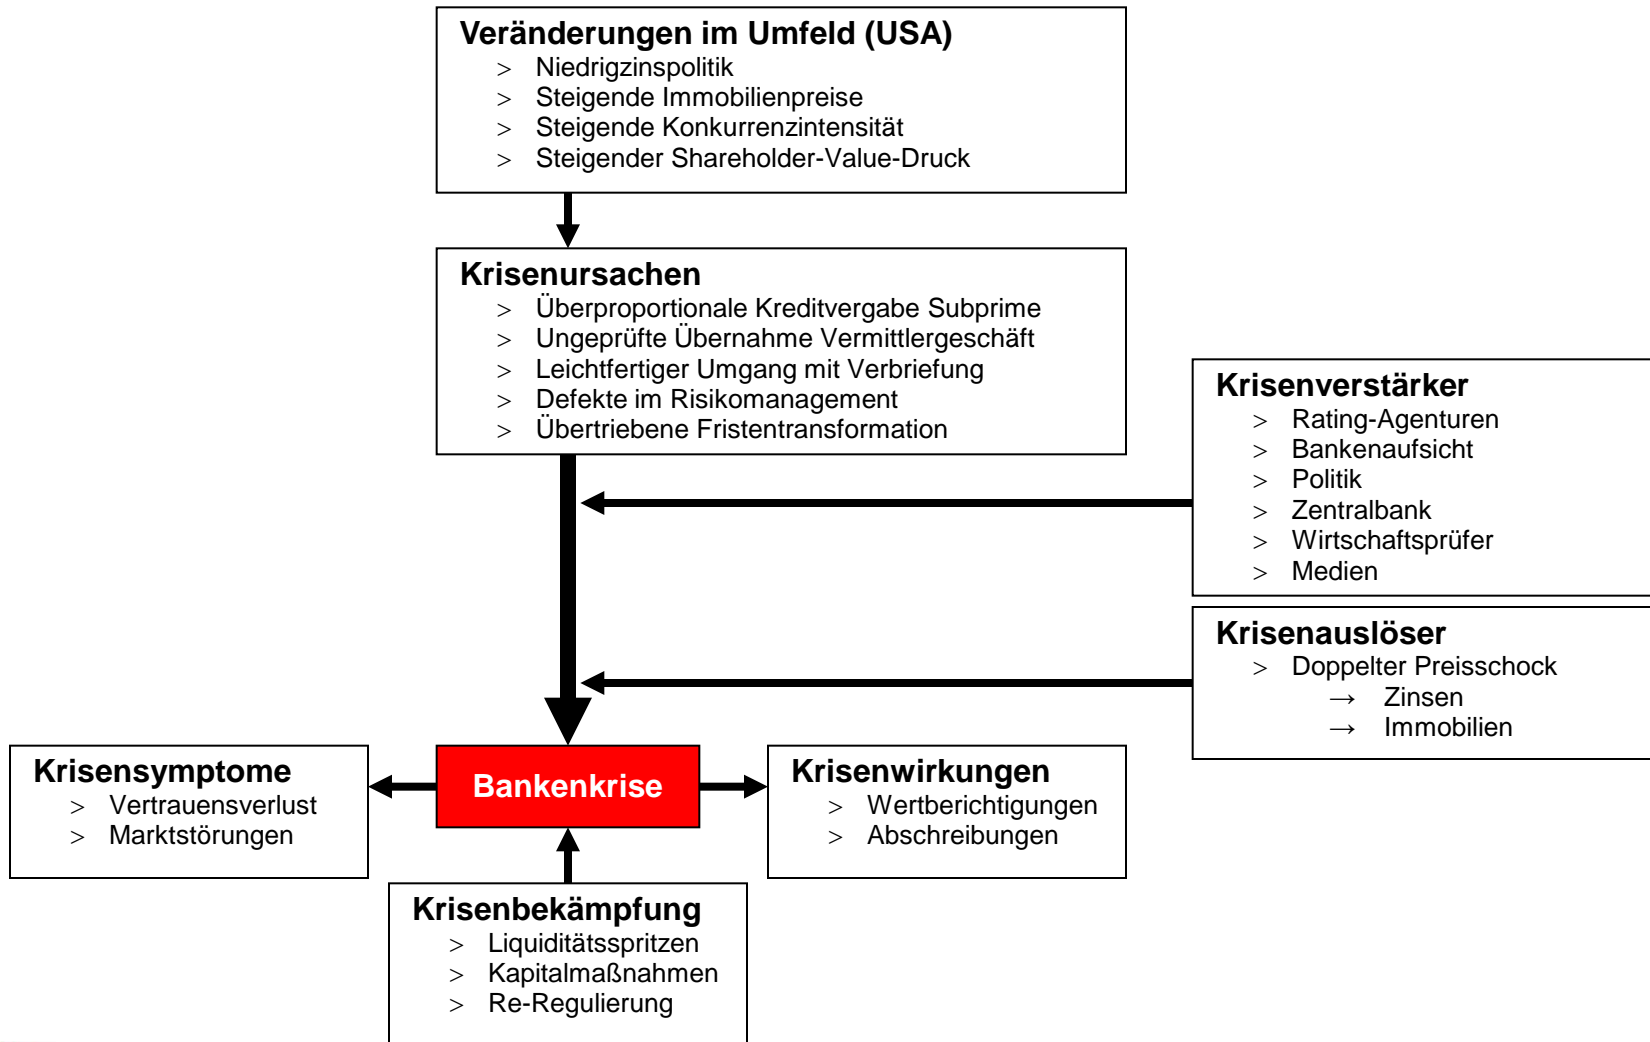 Veränderungen im Umfeld (USA)
> Niedrigzinspolitik
> Steigende Immobilienpreise
> Steigende Konkurrenzintensität
> Steigender Shareholder-Value-Druck
Krisenursachen
> Überproportionale Kreditvergabe Subprime
> Ungeprüfte Übernahme Vermittlergeschäft
> Leichtfertiger Umgang mit Verbriefung
> Defekte im Risikomanagement
> Übertriebene Fristentransformation
Krisenverstärker
> Rating-Agenturen
> Bankenaufsicht
> Politik
> Zentralbank
> Wirtschaftsprüfer
> Medien
Krisenauslöser
> Doppelter Preisschock
→ Zinsen
→ Immobilien
Krisensymptome
> Vertrauensverlust
> Marktstörungen
Bankenkrise
Krisenwirkungen
> Wertberichtigungen
> Abschreibungen
Krisenbekämpfung
> Liquiditätsspritzen
> Kapitalmaßnahmen
> Re-Regulierung